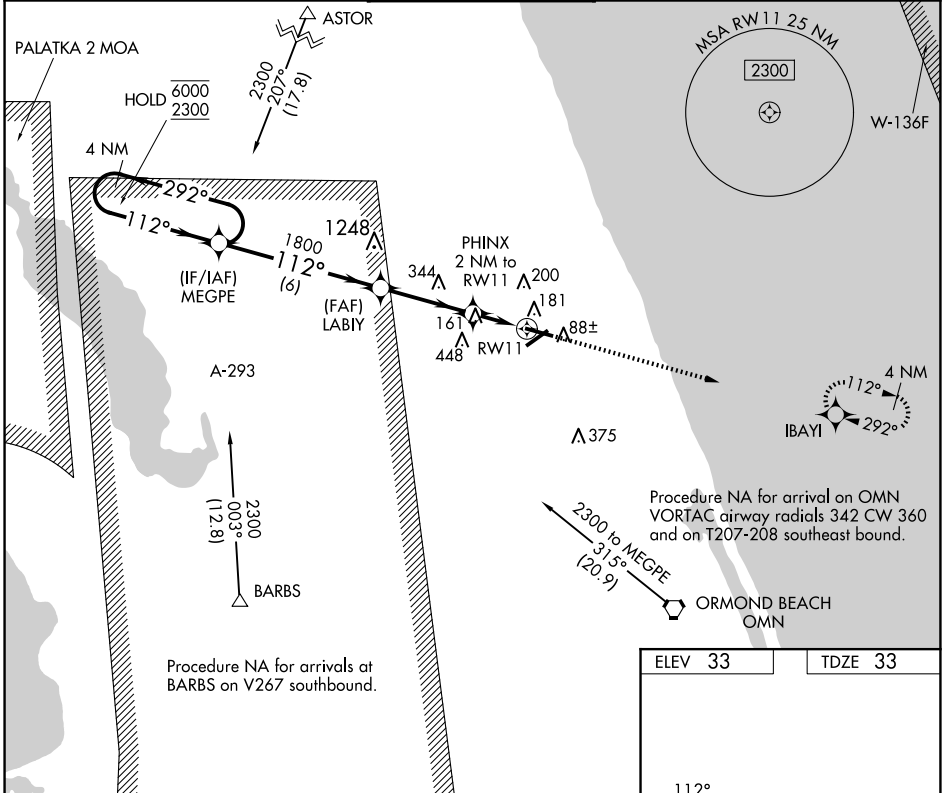 ASTOR
PALATKA 2 MOA
MSA RW11 25 NM
2300
W-136F
HOLD 6000
2300
2300
207°
(17.8)
4 NM
292°
112°
(IF/IAF)
MEGPE
1800
112°
(6)
1248
(FAF)
LABIY
344
PHINX
2 NM to
RW11
200
181
161
448
RW11
88±
A-293
4 NM
112°
292°
IBAYI
375
2300
003°
(12.8)
BARBS
2300 to MEGPE
315°
(20.9)
Procedure NA for arrival on OMN
VORTAC airway radials 342 CW 360
and on T207-208 southeast bound.
ORMOND BEACH
OMN
Procedure NA for arrivals at
BARBS on V267 southbound.
ELEV 33
TDZE 33
112°